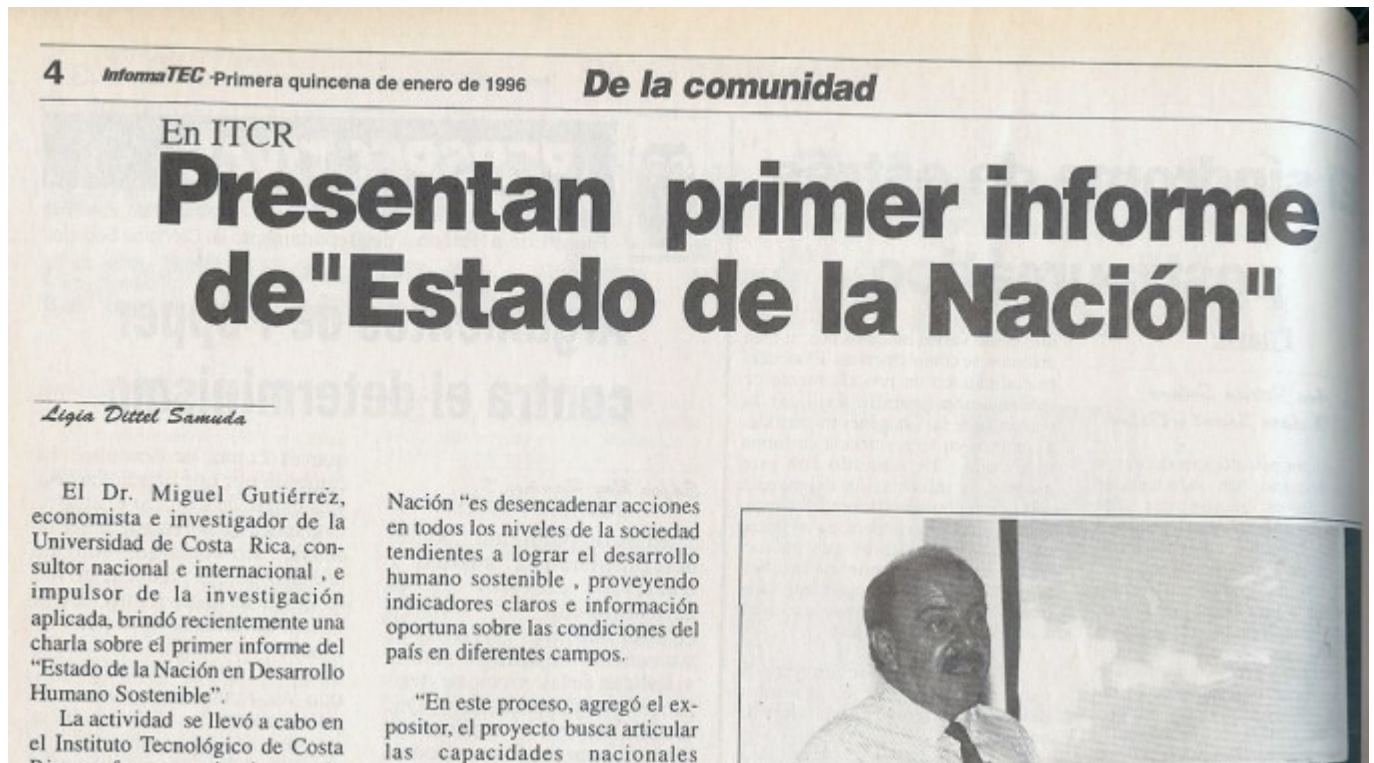 4 InformaTEC -Primera quincena de enero de 1996 De la comunidad
En ITCR
Presentan primer informe
de "Estado de la Nación"
Ligia Dittel Samuda
El Dr. Miguel Gutiérrez,
economista e investigador de la
Universidad de Costa Rica, con-
sultor nacional e internacional , e
impulsor de la investigación
aplicada, brindó recientemente una
charla sobre el primer informe del
“Estado de la Nación en Desarrollo
Humano Sostenible”.
La actividad se llevó a cabo en
el Instituto Tecnológico de Costa
Nación “es desencadenar acciones
en todos los niveles de la sociedad
tendientes a lograr el desarrollo
humano sostenible , proveyendo
indicadores claros e información
oportuna sobre las condiciones del
país en diferentes campos.
“En este proceso, agregó el ex-
positor, el proyecto busca articular
las capacidades nacionales